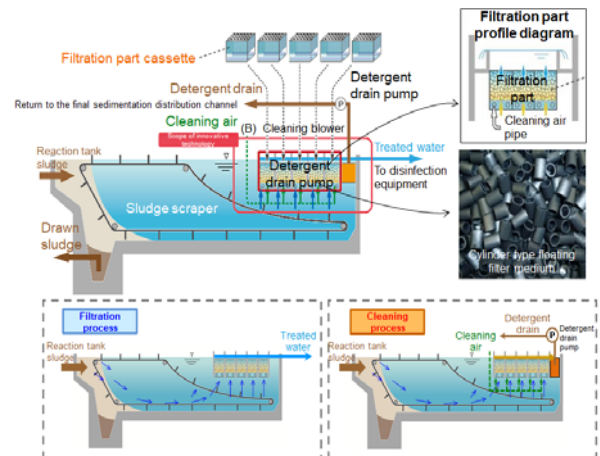 Filtration part cassette
Detergent drain
Return to the final sedimentation distribution channel
Detergent
drain pump
P
Cleaning air
(B) Cleaning blower
Scope of innovative
technology
Reaction tank
sludge
Treated water
Detergent
drain pump
To disinfection
equipment
Sludge scraper
Drawn
sludge
Filtration part
profile diagram
Filtration
part
Cleaning air
pipe
Cylinder type floating
filter medium
Filtration
process
Treated
water
Reaction tank
sludge
Cleaning
process
Detergent
drain
Cleaning
air
P
Detergent
drain
pump
Reaction tank
sludge